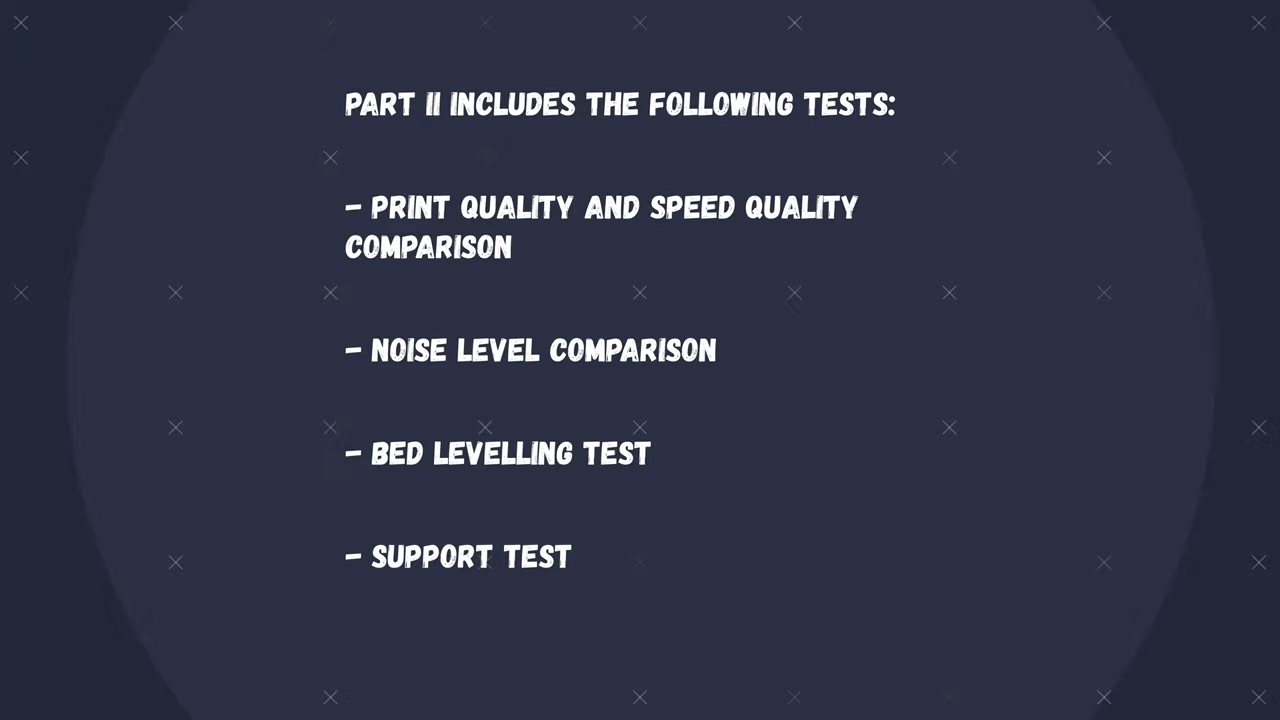 PART II INCLUDES THE FOLLOWING TESTS:
- PRINT QUALITY AND SPEED QUALITY
COMPARISON
- NOISE LEVEL COMPARISON
- BED LEVELLING TEST
- SUPPORT TEST